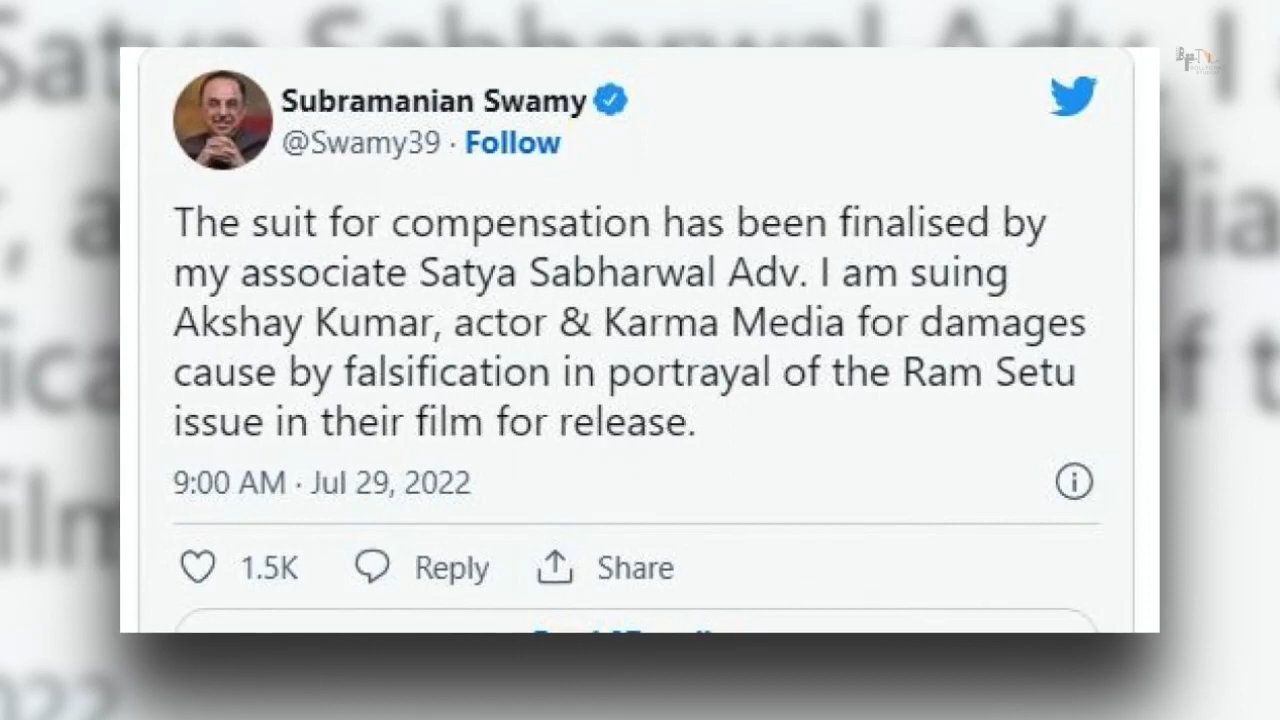 Subramanian Swamy
@Swamy39 · Follow
The suit for compensation has been finalised by
my associate Satya Sabharwal Adv. I am suing
Akshay Kumar, actor & Karma Media for damages
cause by falsification in portrayal of the Ram Setu
issue in their film for release.
9:00 AM · Jul 29, 2022
1.5K Reply Share